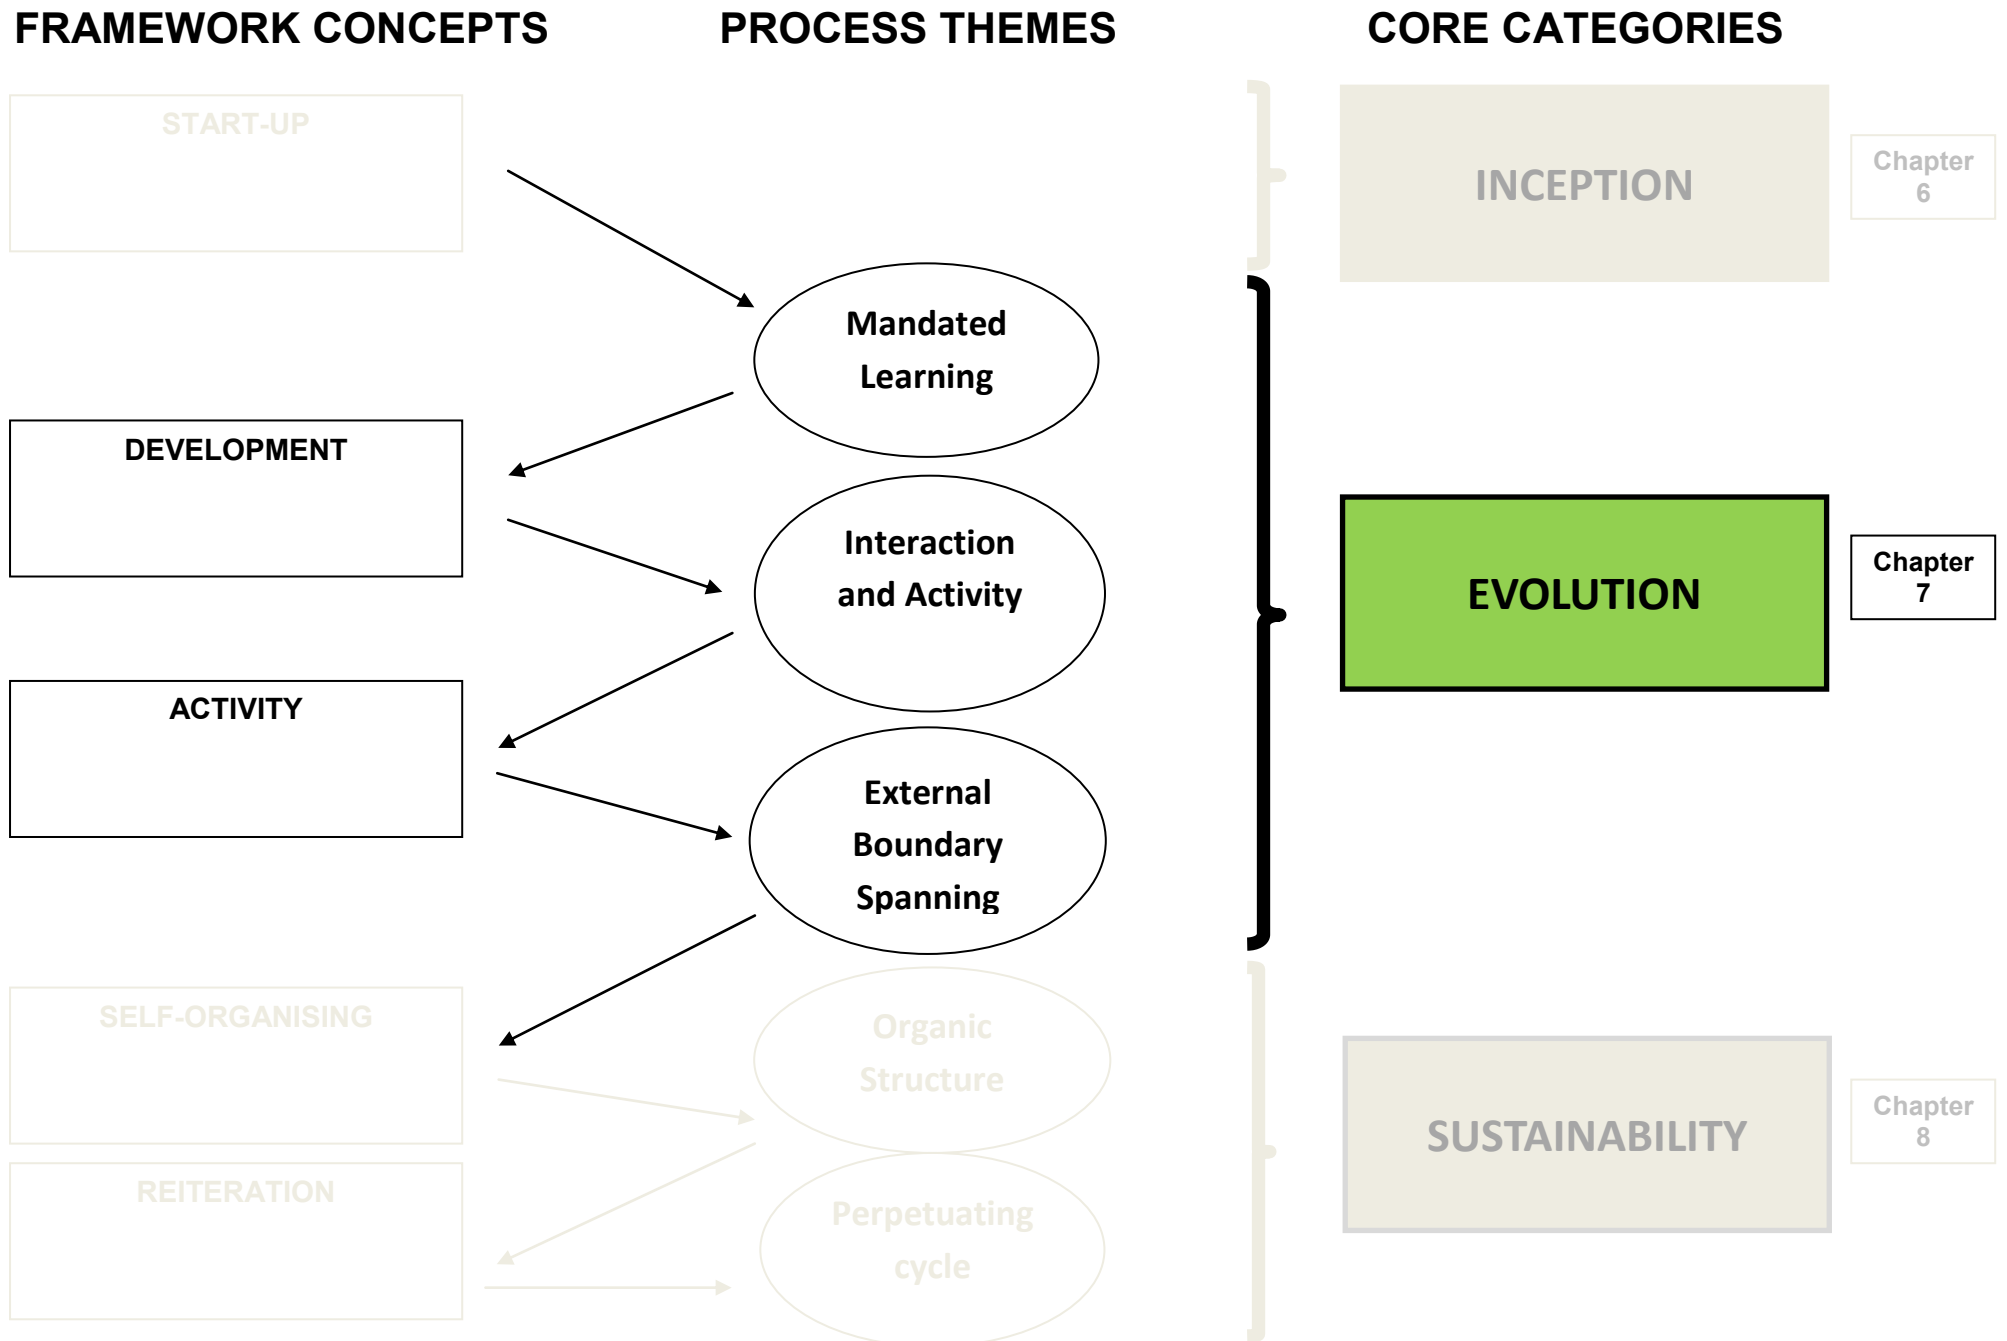 FRAMEWORK CONCEPTS
PROCESS THEMES
CORE CATEGORIES
START-UP
INCEPTION
Chapter
6
Mandated
Learning
DEVELOPMENT
Interaction
and Activity
EVOLUTION
Chapter
7
ACTIVITY
External
Boundary
Spanning
SELF-ORGANISING
Organic
Structure
SUSTAINABILITY
Chapter
8
REITERATION
Perpetuating
cycle